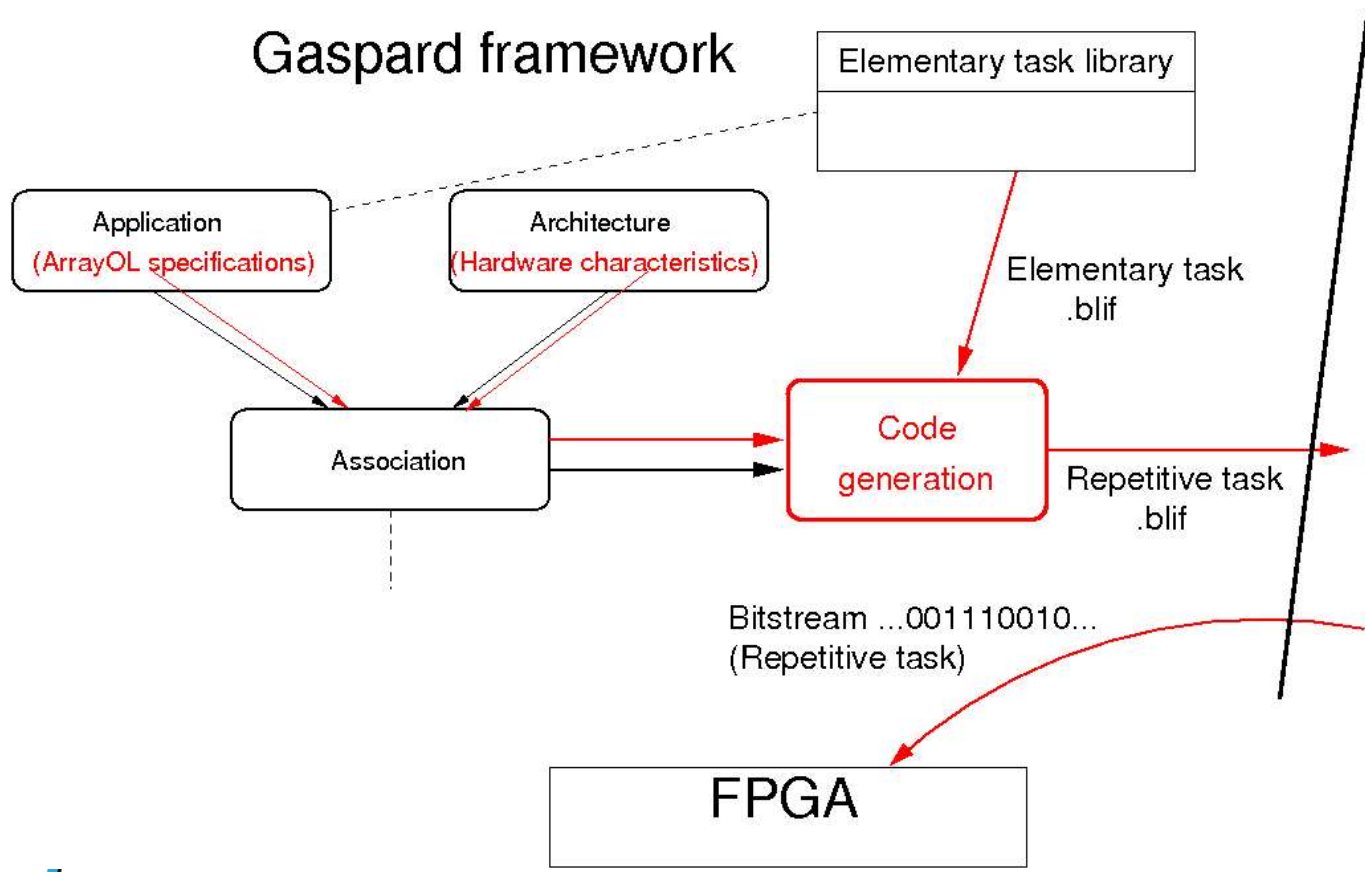 Gaspard framework
Elementary task library
Application
(ArrayOL specifications)
Architecture
(Hardware characteristics)
Elementary task
.blif
Association
Code
generation
Repetitive task
.blif
Bitstream ...001110010...
(Repetitive task)
FPGA